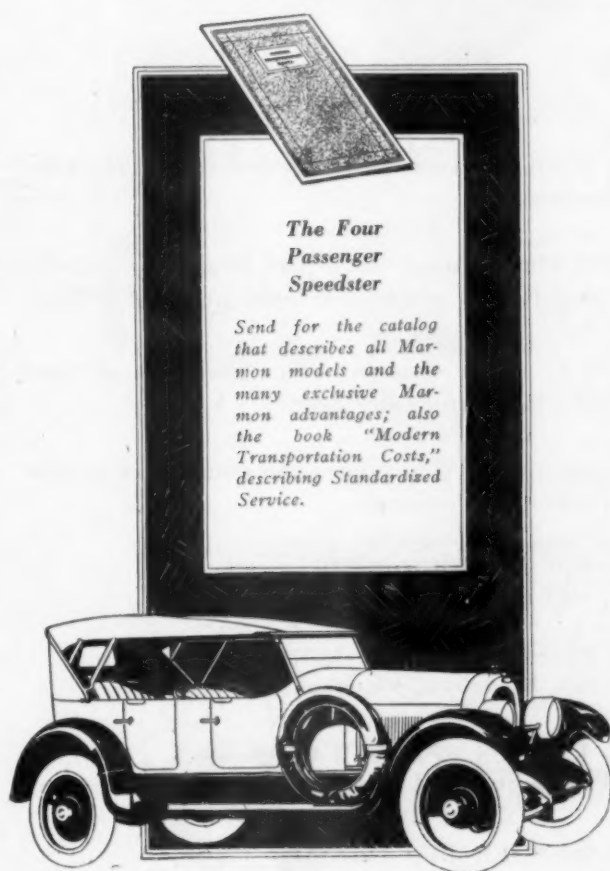 The Four
Passenger
Speedster
Send for the catalog
that describes all Mar-
mon models and the
many exclusive Mar-
mon advantages; also
the book “Modern
Transportation Costs,”
describing Standardized
Service.